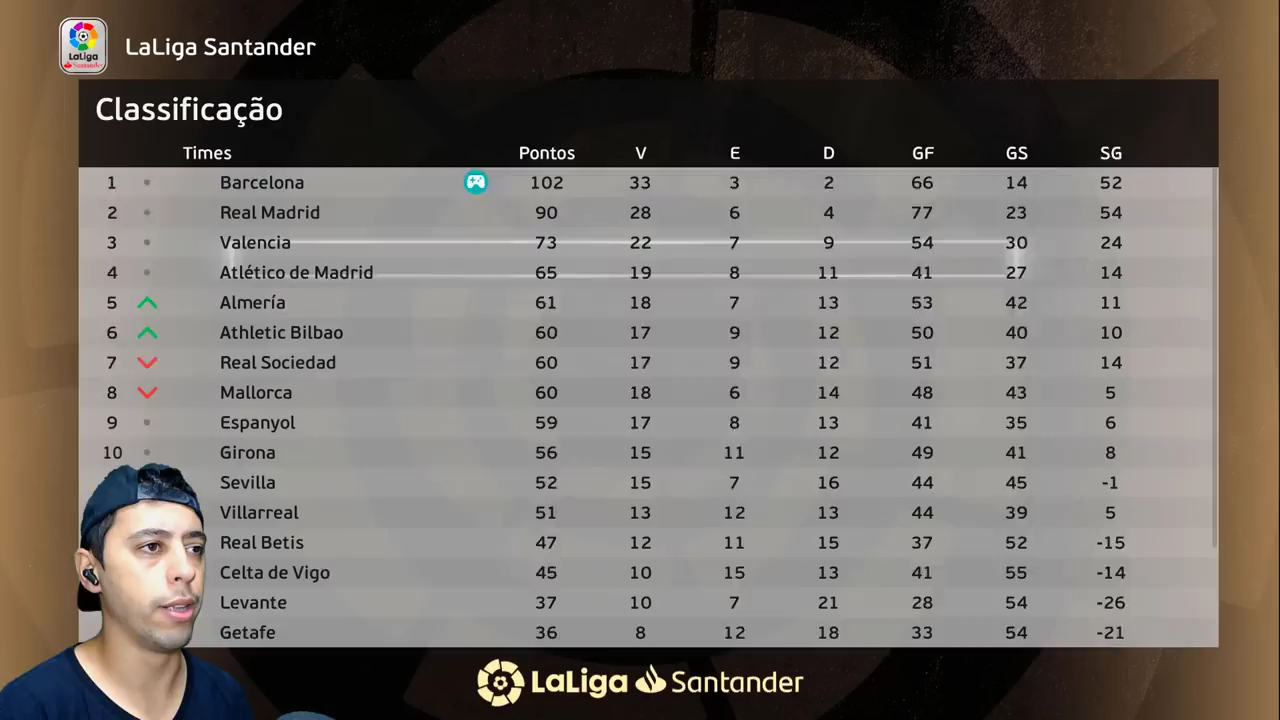 LaLiga Santander
LaLiga
Santander
Classificação
Times Pontos V E D GF GS SG
1 Barcelona 102 33 3 2 66 14 52
2 Real Madrid 90 28 6 4 77 23 54
3 Valencia 73 22 7 9 54 30 24
4 Atlético de Madrid 65 19 8 11 41 27 14
5 Almería 61 18 7 13 53 42 11
6 Athletic Bilbao 60 17 9 12 50 40 10
7 Real Sociedad 60 17 9 12 51 37 14
8 Mallorca 60 18 6 14 48 43 5
9 Espanyol 59 17 8 13 41 35 6
10 Girona 56 15 11 12 49 41 8
Sevilla 52 15 7 16 44 45 -1
Villarreal 51 13 12 13 44 39 5
Real Betis 47 12 11 15 37 52 -15
Celta de Vigo 45 10 15 13 41 55 -14
Levante 37 10 7 21 28 54 -26
Getafe 36 8 12 18 33 54 -21
LaLiga Santander